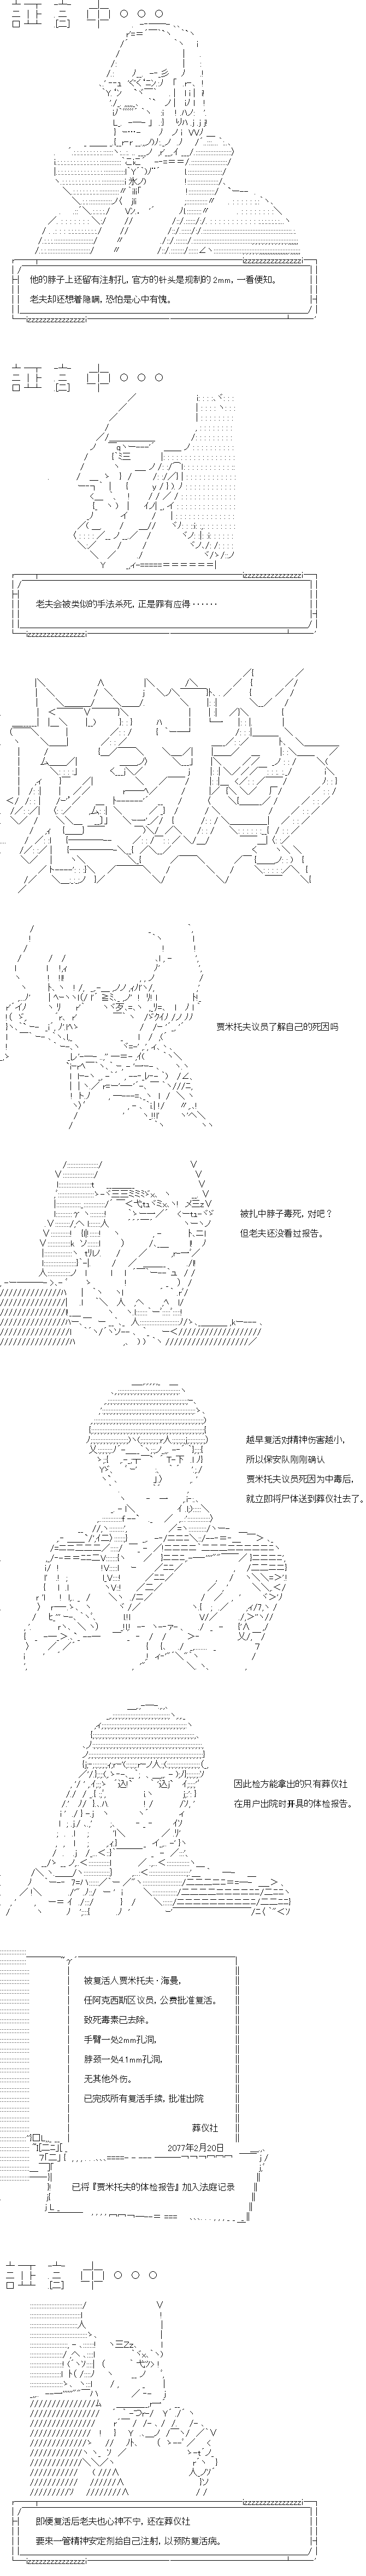 他的脖子上还留有注射孔，官方的针头是规制的 2mm，一看便知。
老夫却还想着隐瞒，恐怕是心中有愧。
老夫会被类似的手法杀死，正是罪有应得······
贾米托夫议员了解自己的死因吗
被扎中脖子毒死，对吧？
但老夫还没看过报告。
越早复活对精神伤害越小，
所以保安队刚刚确认
贾米托夫议员死因为中毒后，
就立即将尸体送到葬仪社去了。
因此检方能拿出的只有葬仪社
在用户出院时开具的体检报告。
被复活人贾米托夫·海曼，
任阿克西斯区议员，公费批准复活。
致死毒素已去除。
手臂一处2mm孔洞，
脖颈一处4.1mm孔洞，
无其他外伤。
已完成所有复活手续，批准出院
葬仪社
2077年2月20日
已将『贾米托夫的体检报告』加入法庭记录
即便复活后老夫也心神不宁，还在葬仪社
要来一管精神安定剂给自己注射，以预防复活病。